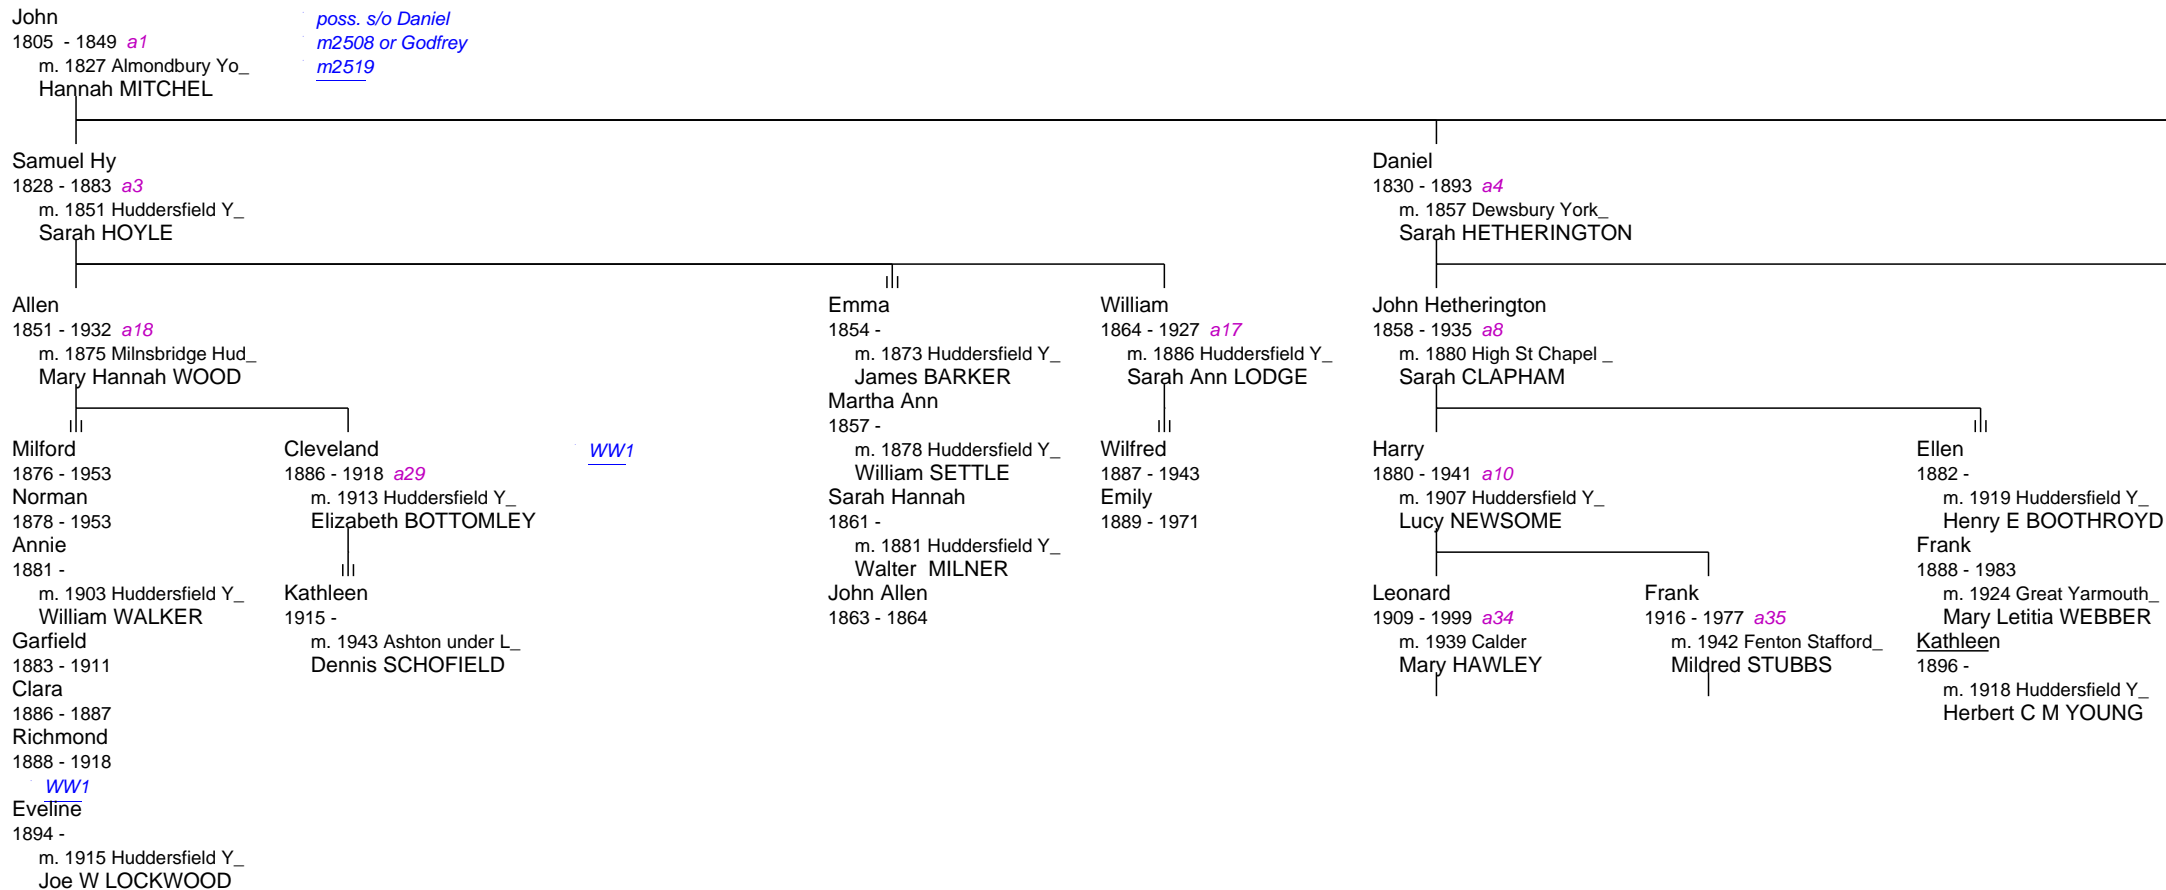 John
1805 - 1849 a1
m. 1827 Almondbury Yo_
Hannah MITCHEL
poss. s/o Daniel
m2508 or Godfrey
m2519
Samuel Hy
1828 - 1883 a3
m. 1851 Huddersfield Y_
Sarah HOYLE
Daniel
1830 - 1893 a4
m. 1857 Dewsbury York_
Sarah HETHERINGTON
Allen
1851 - 1932 a18
m. 1875 Milnsbridge Hud_
Mary Hannah WOOD
Emma
1854 -
m. 1873 Huddersfield Y_
James BARKER
Martha Ann
1857 -
m. 1878 Huddersfield Y_
William SETTLE
Sarah Hannah
1861 -
m. 1881 Huddersfield Y_
Walter MILNER
John Allen
1863 - 1864
William
1864 - 1927 a17
m. 1886 Huddersfield Y_
Sarah Ann LODGE
John Hetherington
1858 - 1935 a8
m. 1880 High St Chapel _
Sarah CLAPHAM
Milford
1876 - 1953
Norman
1878 - 1953
Annie
1881 -
m. 1903 Huddersfield Y_
William WALKER
Garfield
1883 - 1911
Clara
1886 - 1887
Richmond
1888 - 1918
WW1
Eveline
1894 -
m. 1915 Huddersfield Y_
Joe W LOCKWOOD
Cleveland
1886 - 1918 a29
m. 1913 Huddersfield Y_
Elizabeth BOTTOMLEY
WW1
Kathleen
1915 -
m. 1943 Ashton under L_
Dennis SCHOFIELD
Wilfred
1887 - 1943
Emily
1889 - 1971
Harry
1880 - 1941 a10
m. 1907 Huddersfield Y_
Lucy NEWSOME
Leonard
1909 - 1999 a34
m. 1939 Calder
Mary HAWLEY
Frank
1916 - 1977 a35
m. 1942 Fenton Stafford_
Mildred STUBBS
Ellen
1882 -
m. 1919 Huddersfield Y_
Henry E BOOTHROYD
Frank
1888 - 1983
m. 1924 Great Yarmouth_
Mary Letitia WEBBER
Kathleen
1896 -
m. 1918 Huddersfield Y_
Herbert C M YOUNG